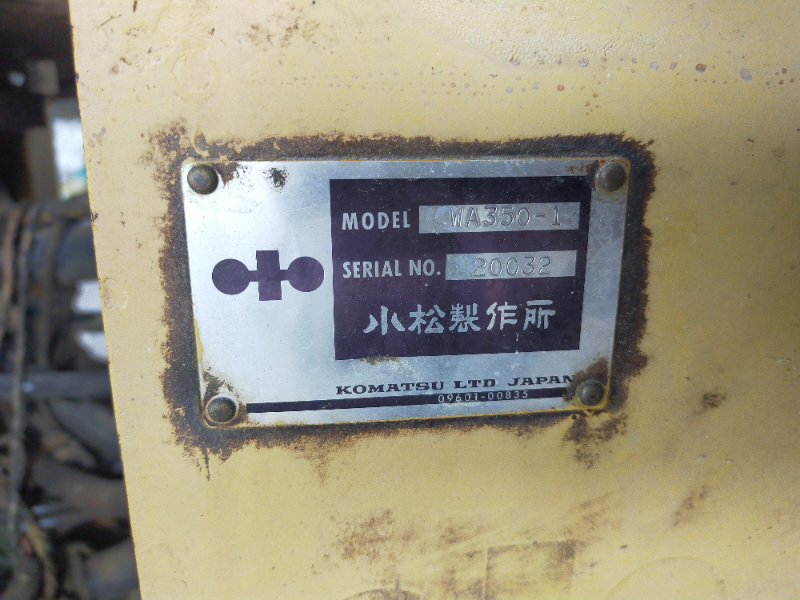 MODEL WA350-1
SERIAL NO. 20032
小松製作所
KOMATSU LTD JAPAN
09601-00835